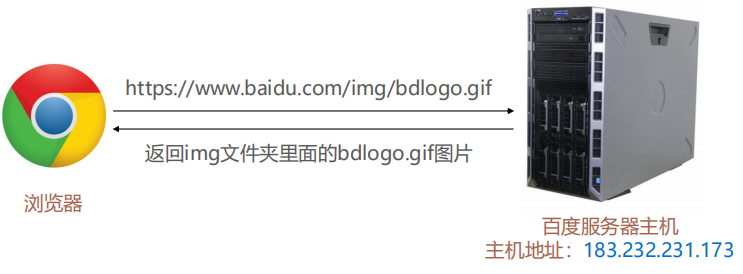 https://www.baidu.com/img/bdlogo.gif
返回img文件夹里面的bdlogo.gif图片
浏览器
百度服务器主机
主机地址：183.232.231.173